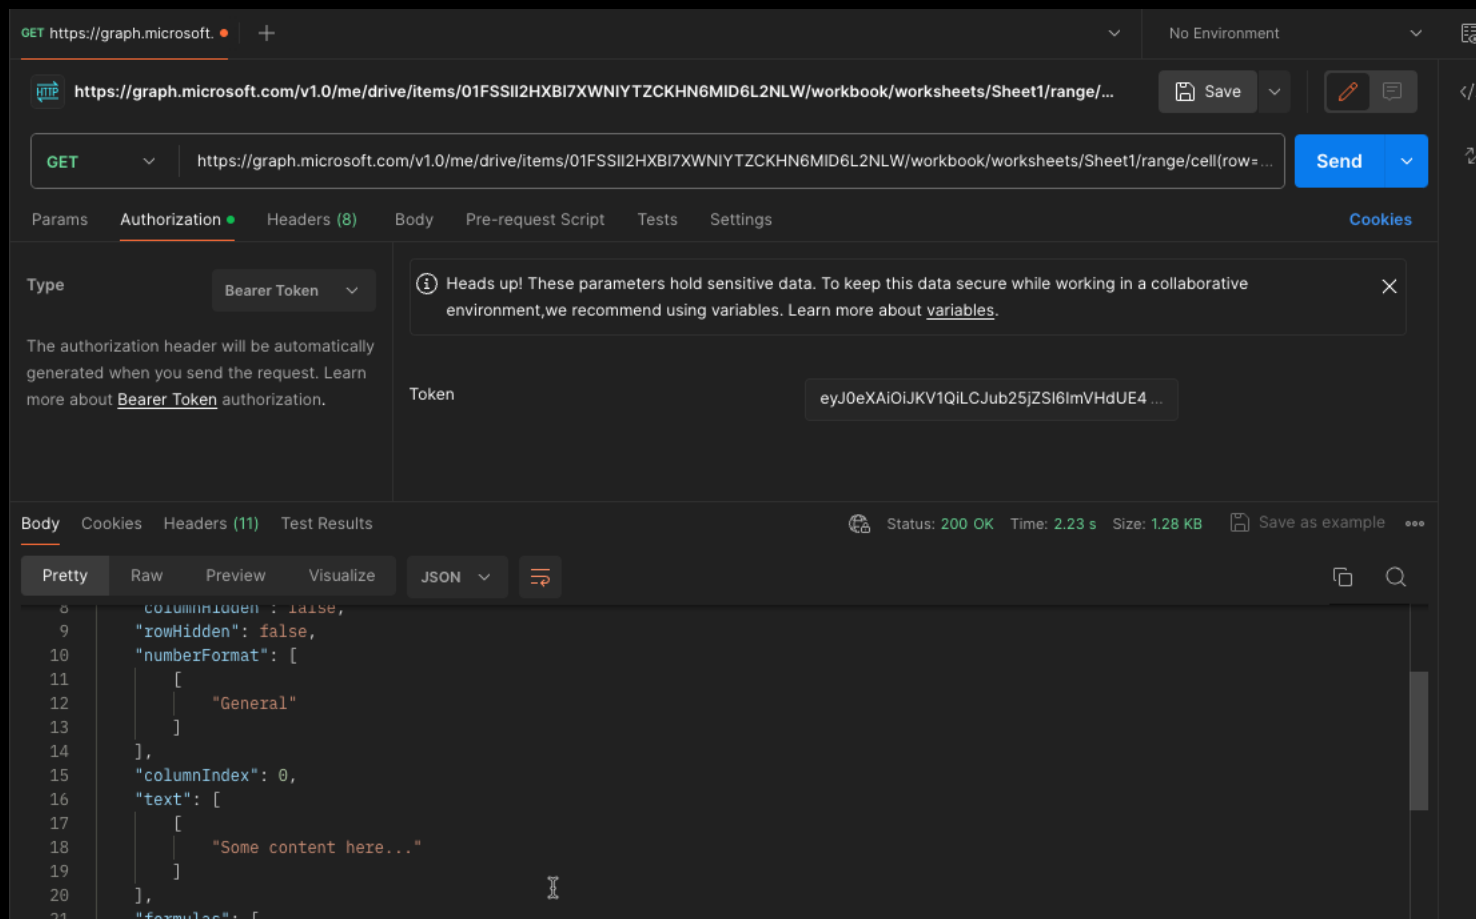 GET https://graph.microsoft.
No Environment
HTTP https://graph.microsoft.com/v1.0/me/drive/items/01FSSII2HXBI7XWNIYTZCKHN6MID6L2NLW/workbook/worksheets/Sheet1/range/... Save
GET https://graph.microsoft.com/v1.0/me/drive/items/01FSSII2HXBI7XWNIYTZCKHN6MID6L2NLW/workbook/worksheets/Sheet1/range/cell(row=... Send
Params Authorization Headers (8) Body Pre-request Script Tests Settings Cookies
Type Bearer Token
The authorization header will be automatically
generated when you send the request. Learn
more about Bearer Token authorization.
Heads up! These parameters hold sensitive data. To keep this data secure while working in a collaborative
environment,we recommend using variables. Learn more about variables.
Token eyJ0eXAiOiJKV1QiLCJub25jZSI6ImVHdUE4 ...
Body Cookies Headers (11) Test Results Status: 200 OK Time: 2.23 s Size: 1.28 KB Save as example
Pretty Raw Preview Visualize JSON
8 "columnHidden": false,
9 "rowHidden": false,
10 "numberFormat": [
11 [
12 "General"
13 ]
14 ],
15 "columnIndex": 0,
16 "text": [
17 [
18 "Some content here..."
19 ]
20 ],
21 "formulas": [